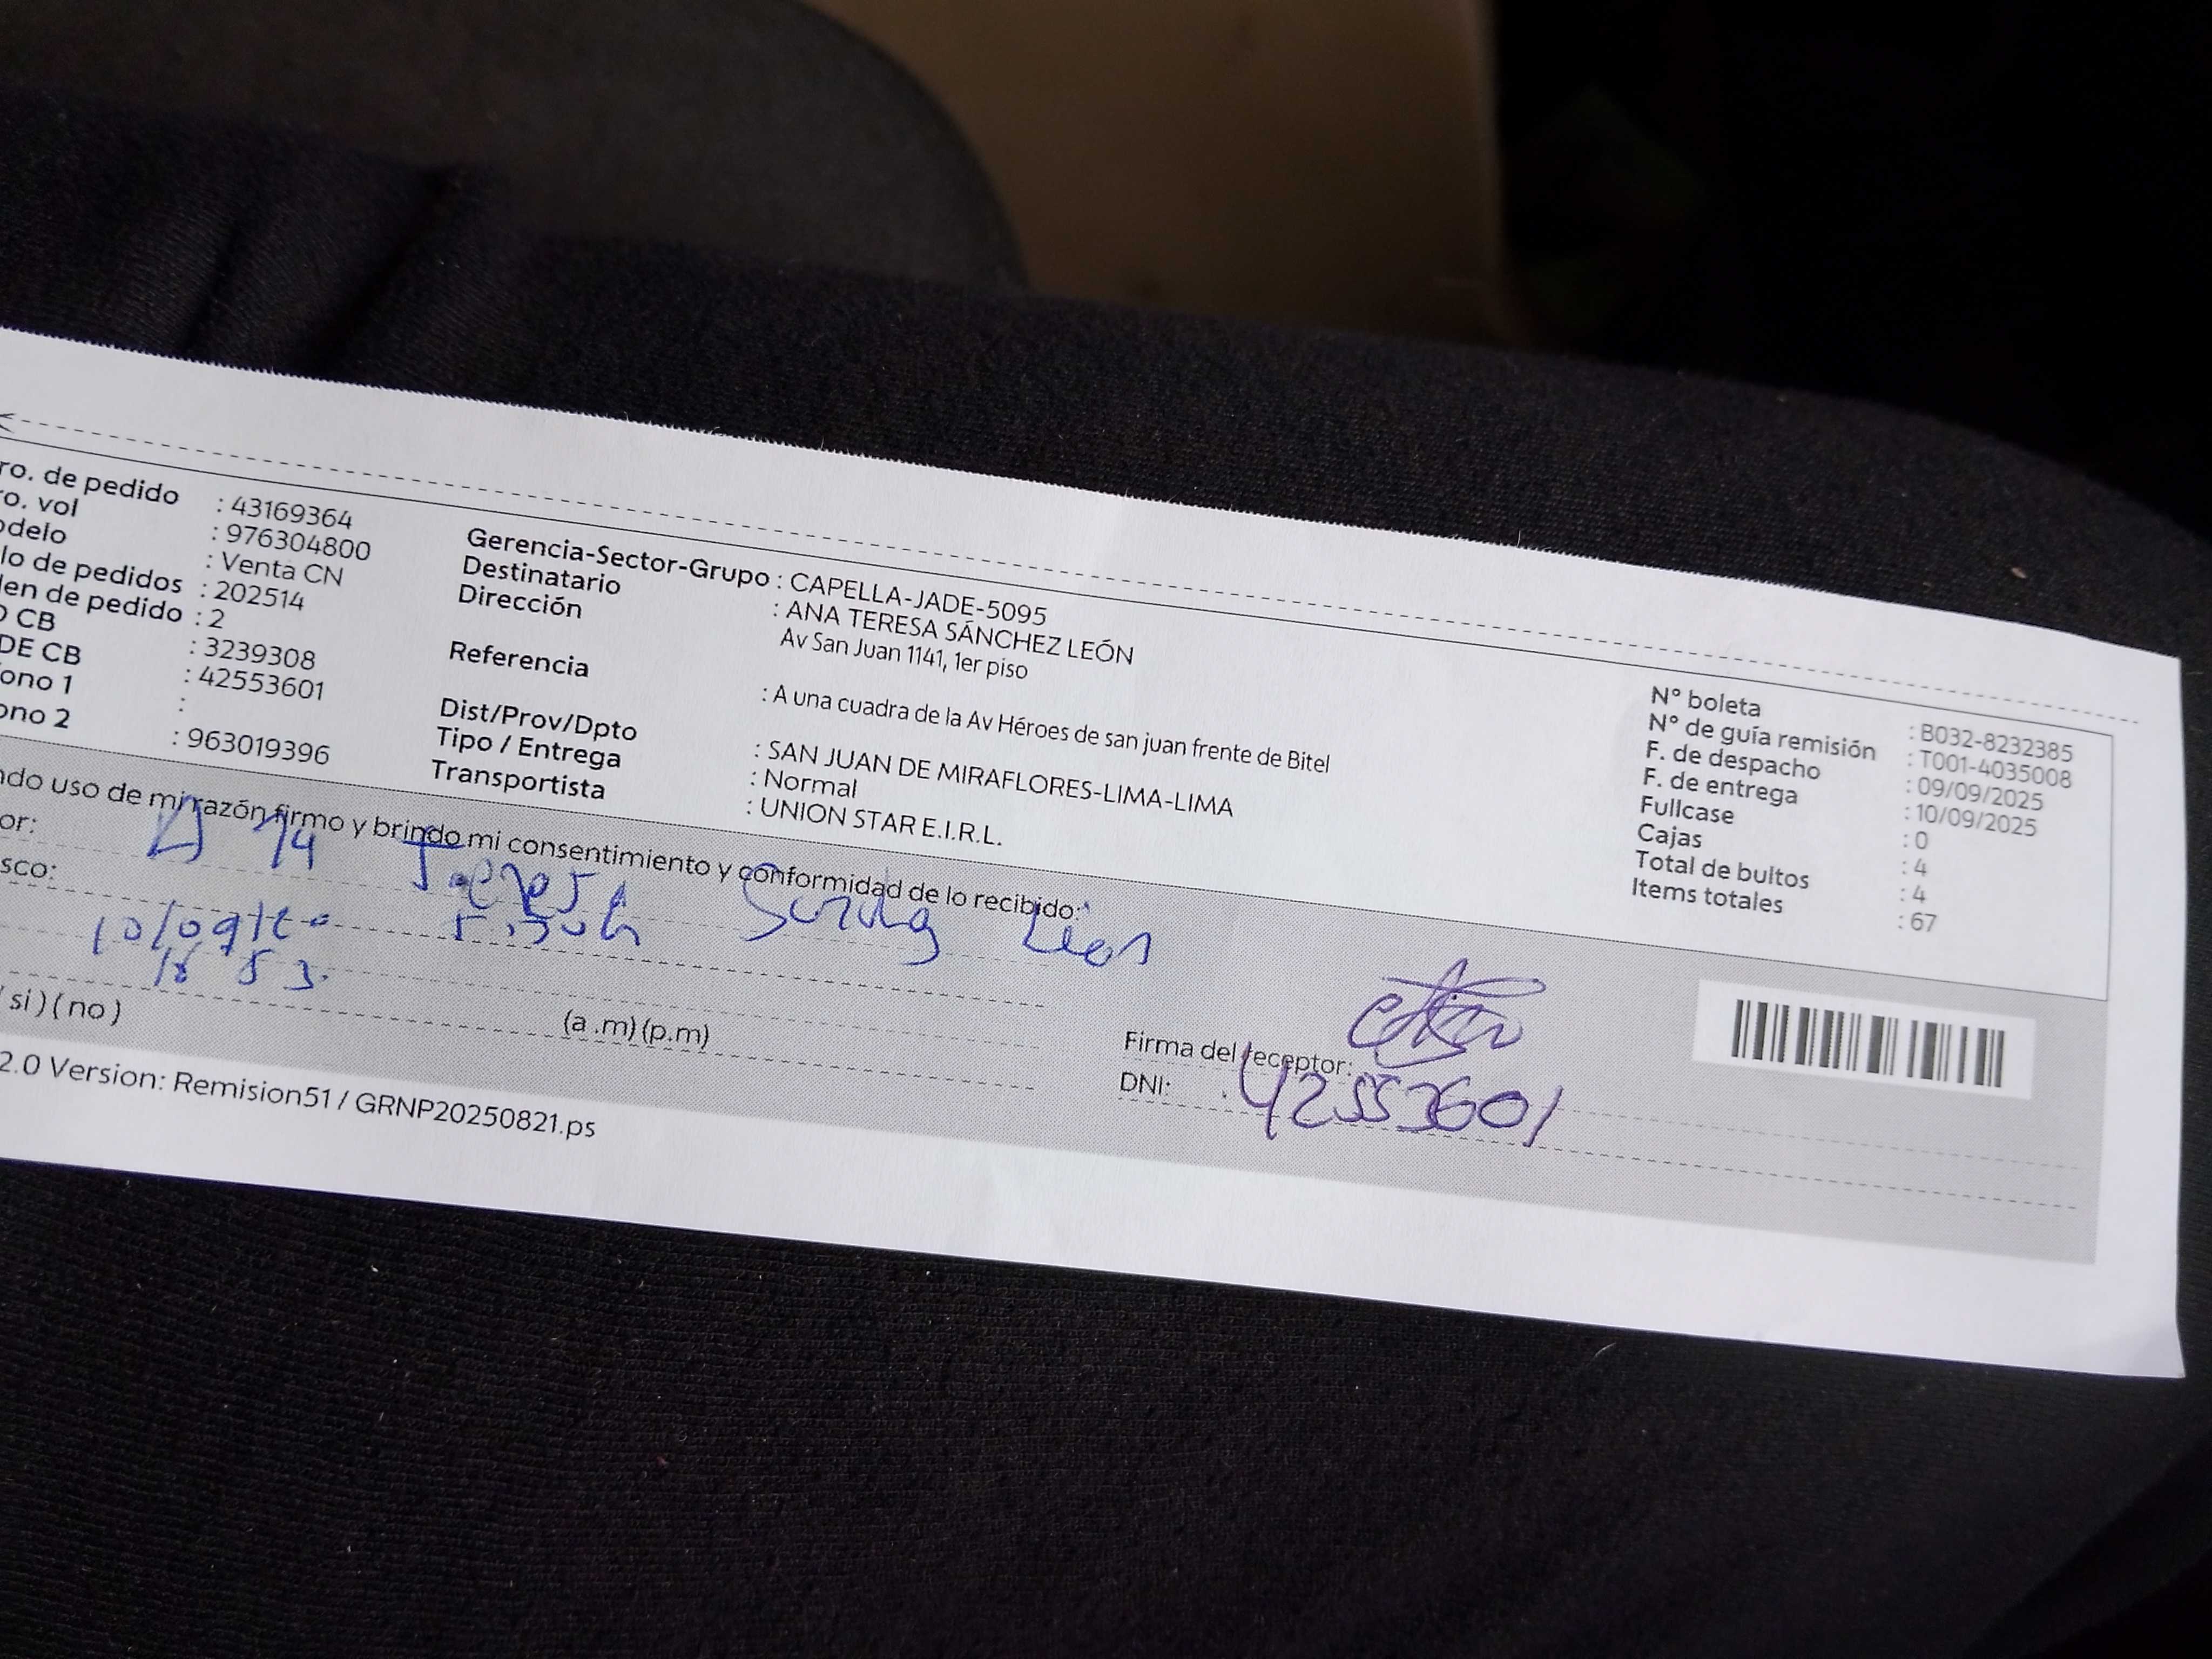 ro. de pedido : 43169364
o. vol : 976304800
odelo : Venta CN
lo de pedidos : 202514
den de pedido : 2
O CB : 3239308
DE CB : 42553601
ono 1 :
ono 2 : 963019396
Gerencia-Sector-Grupo : CAPELLA-JADE-5095
Destinatario : ANA TERESA SÁNCHEZ LEÓN
Dirección Av San Juan 1141, 1er piso
Referencia : A una cuadra de la Av Héroes de san juan frente de Bitel
Dist/Prov/Dpto : SAN JUAN DE MIRAFLORES-LIMA-LIMA
Tipo / Entrega : Normal
Transportista : UNION STAR E.I.R.L.
N° boleta : B032-8232385
N° de guía remisión : T001-4035008
F. de despacho : 09/09/2025
F. de entrega : 10/09/2025
Fullcase : 0
Cajas : 4
Total de bultos : 4
Items totales : 67
ndo uso de mi razón firmo y brindo mi consentimiento y conformidad de lo recibido:
or: Leon
sco:
18 53.
( si ) ( no ) (a .m) (p.m)
Firma del receptor:
DNI: 42553601
2.0 Version: Remision51 / GRNP20250821.ps